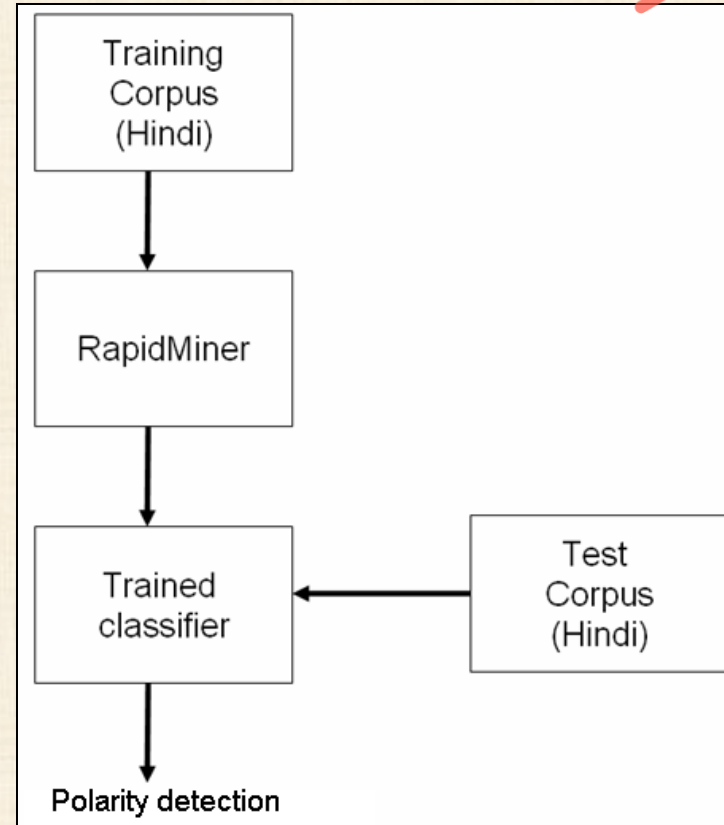 Training
Corpus
(Hindi)
RapidMiner
Trained
classifier
Test
Corpus
(Hindi)
Polarity detection